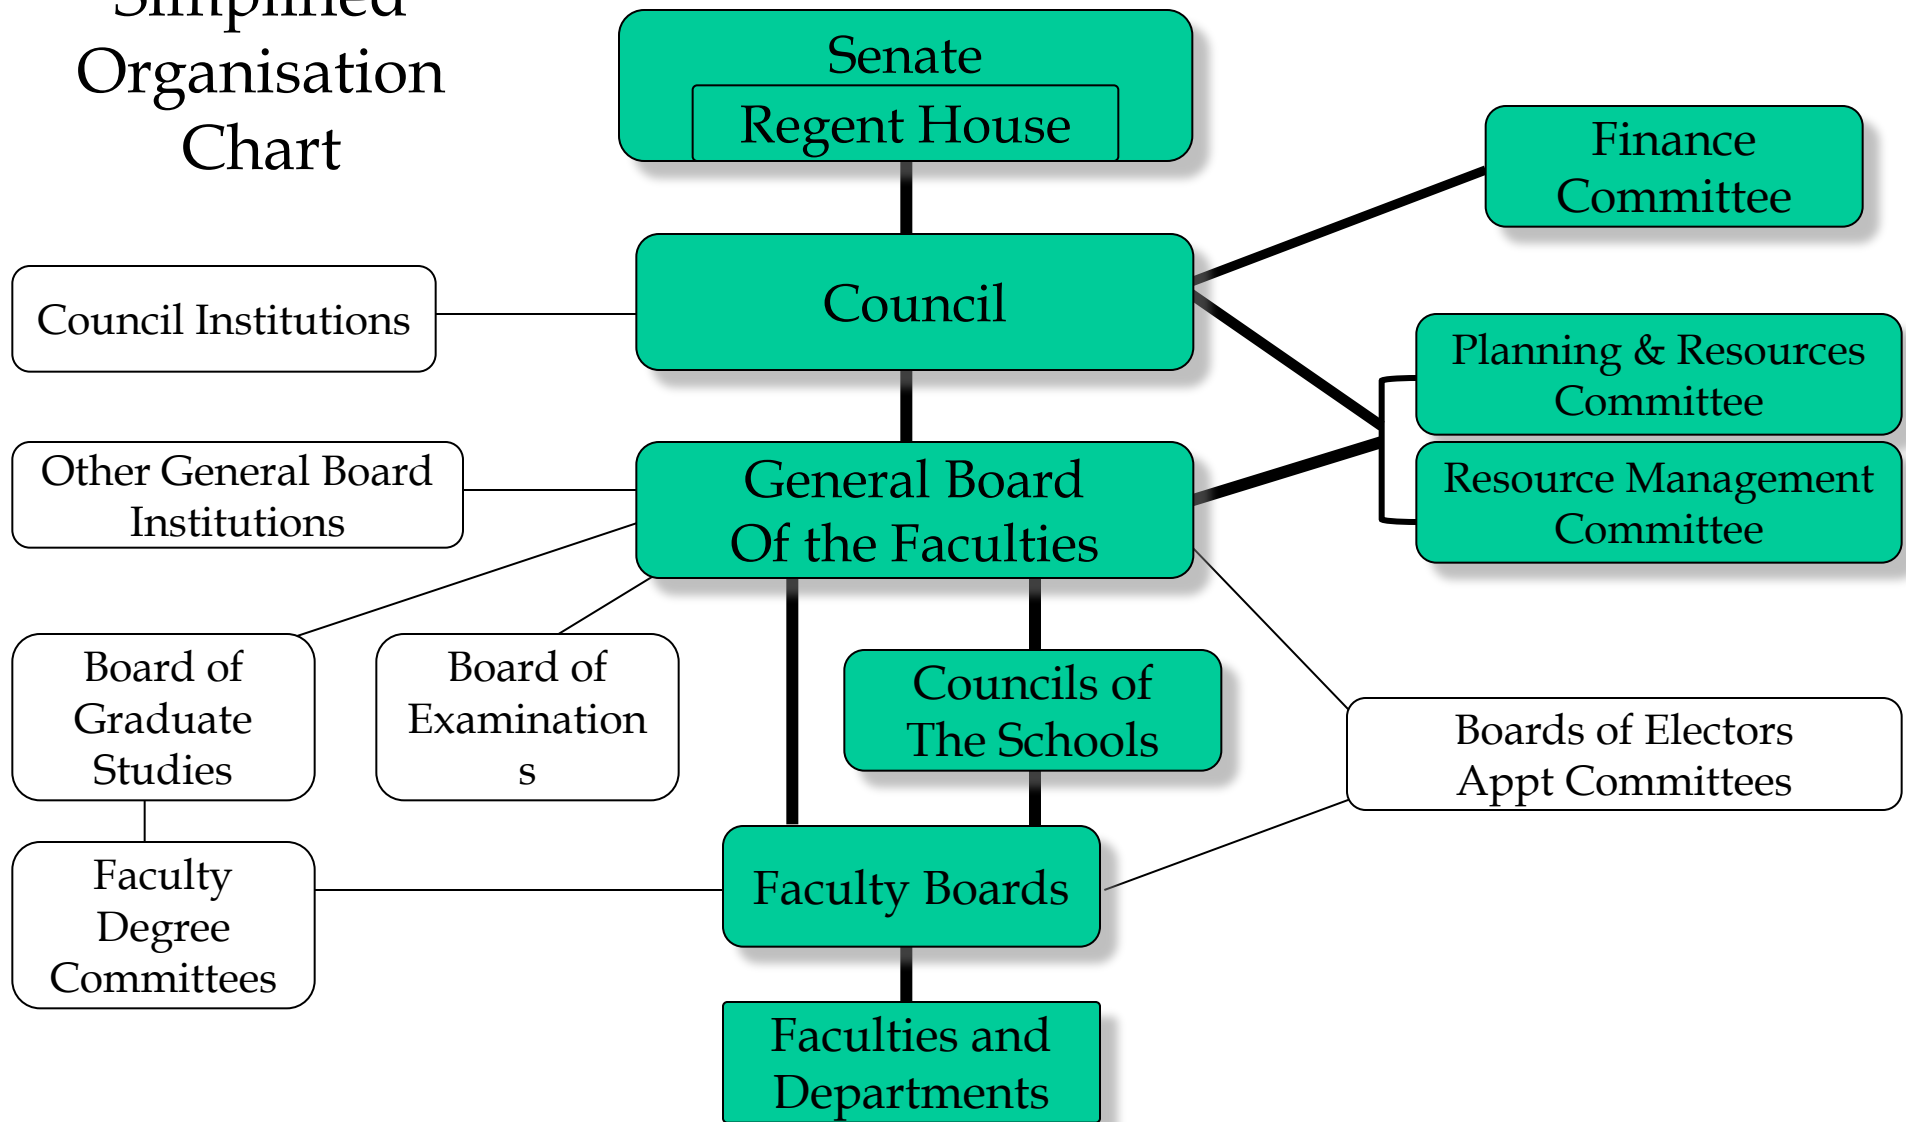 Simplified
Organisation
Chart
Senate
Regent House
Finance
Committee
Council
Council Institutions
Planning & Resources
Committee
Other General Board
Institutions
General Board
Of the Faculties
Resource Management
Committee
Board of
Graduate
Studies
Board of
Examination
s
Councils of
The Schools
Boards of Electors
Appt Committees
Faculty
Degree
Committees
Faculty Boards
Faculties and
Departments